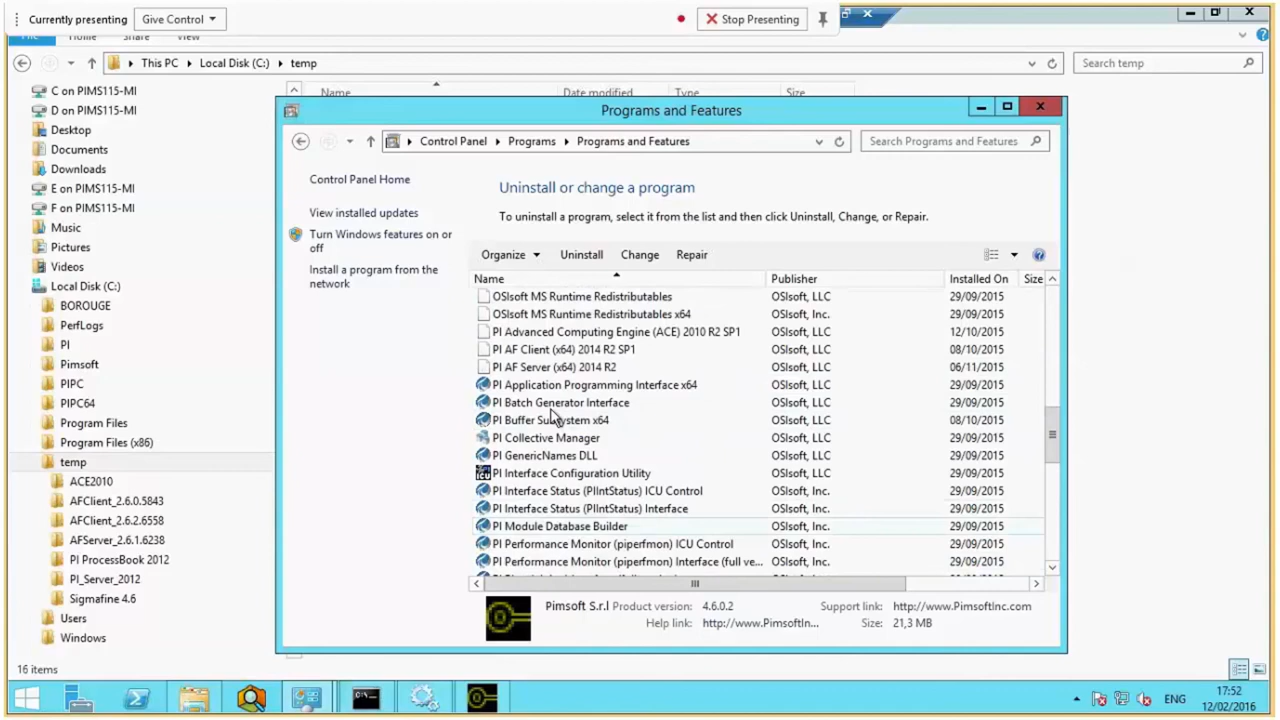 Currently presenting
Give Control
Stop Presenting
File Home Share View
This PC Local Disk (C:) temp
Search temp
Name Date modified Type Size
C on PIMS115-MI
D on PIMS115-MI
Desktop
Documents
Downloads
E on PIMS115-MI
F on PIMS115-MI
Music
Pictures
Videos
Local Disk (C:)
BOROUGE
PerfLogs
PI
Pimsoft
PIPC
PIPC64
Program Files
Program Files (x86)
temp
ACE2010
AFClient_2.6.0.5843
AFClient_2.6.2.6558
AFServer_2.6.1.6238
PI ProcessBook 2012
PI_Server_2012
Sigmafine 4.6
Users
Windows
16 items
Programs and Features
Control Panel Programs Programs and Features
Search Programs and Features
Control Panel Home
View installed updates
Turn Windows features on or
off
Install a program from the
network
Uninstall or change a program
To uninstall a program, select it from the list and then click Uninstall, Change, or Repair.
Organize Uninstall Change Repair
Name Publisher Installed On Size
OSIsoft MS Runtime Redistributables OSIsoft, LLC 29/09/2015
OSIsoft MS Runtime Redistributables x64 OSIsoft, Inc. 29/09/2015
PI Advanced Computing Engine (ACE) 2010 R2 SP1 OSIsoft, LLC 12/10/2015
PI AF Client (x64) 2014 R2 SP1 OSIsoft, LLC 08/10/2015
PI AF Server (x64) 2014 R2 OSIsoft, LLC 06/11/2015
PI Application Programming Interface x64 OSIsoft, LLC 29/09/2015
PI Batch Generator Interface OSIsoft, LLC 29/09/2015
PI Buffer Subsystem x64 OSIsoft, LLC 08/10/2015
PI Collective Manager OSIsoft, LLC 29/09/2015
PI GenericNames DLL OSIsoft, LLC 29/09/2015
PI Interface Configuration Utility OSIsoft, LLC 29/09/2015
PI Interface Status (PIIntStatus) ICU Control OSIsoft, Inc. 29/09/2015
PI Interface Status (PIIntStatus) Interface OSIsoft, Inc. 29/09/2015
PI Module Database Builder OSIsoft, Inc. 29/09/2015
PI Performance Monitor (piperfmon) ICU Control OSIsoft, Inc. 29/09/2015
PI Performance Monitor (piperfmon) Interface (full ve... OSIsoft, Inc. 29/09/2015
Pimsoft S.r.l Product version: 4.6.0.2 Support link: http://www.PimsoftInc.com
Help link: http://www.PimsoftIn... Size: 21,3 MB
ENG
17:52
12/02/2016